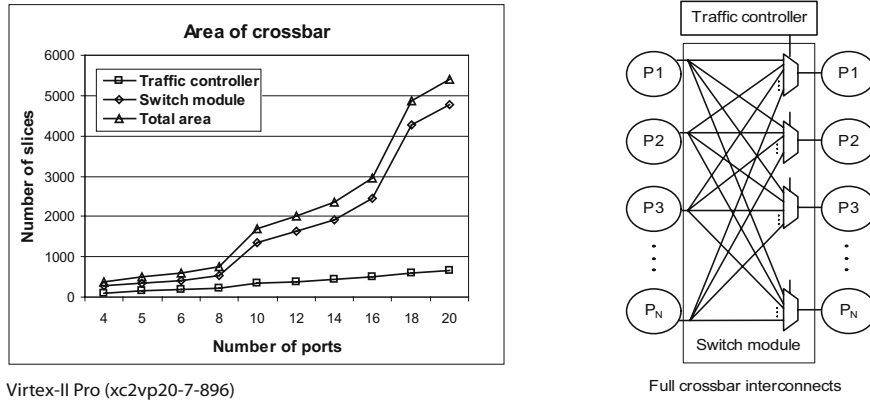 Area of crossbar
6000
5000
4000
3000
2000
1000
0
Number of slices
Traffic controller
Switch module
Total area
4 5 6 8 10 12 14 16 18 20
Number of ports
Virtex-II Pro (xc2vp20-7-896)
Traffic controller
P1 P1
P2 P2
P3 P3
PN PN
Switch module
Full crossbar interconnects